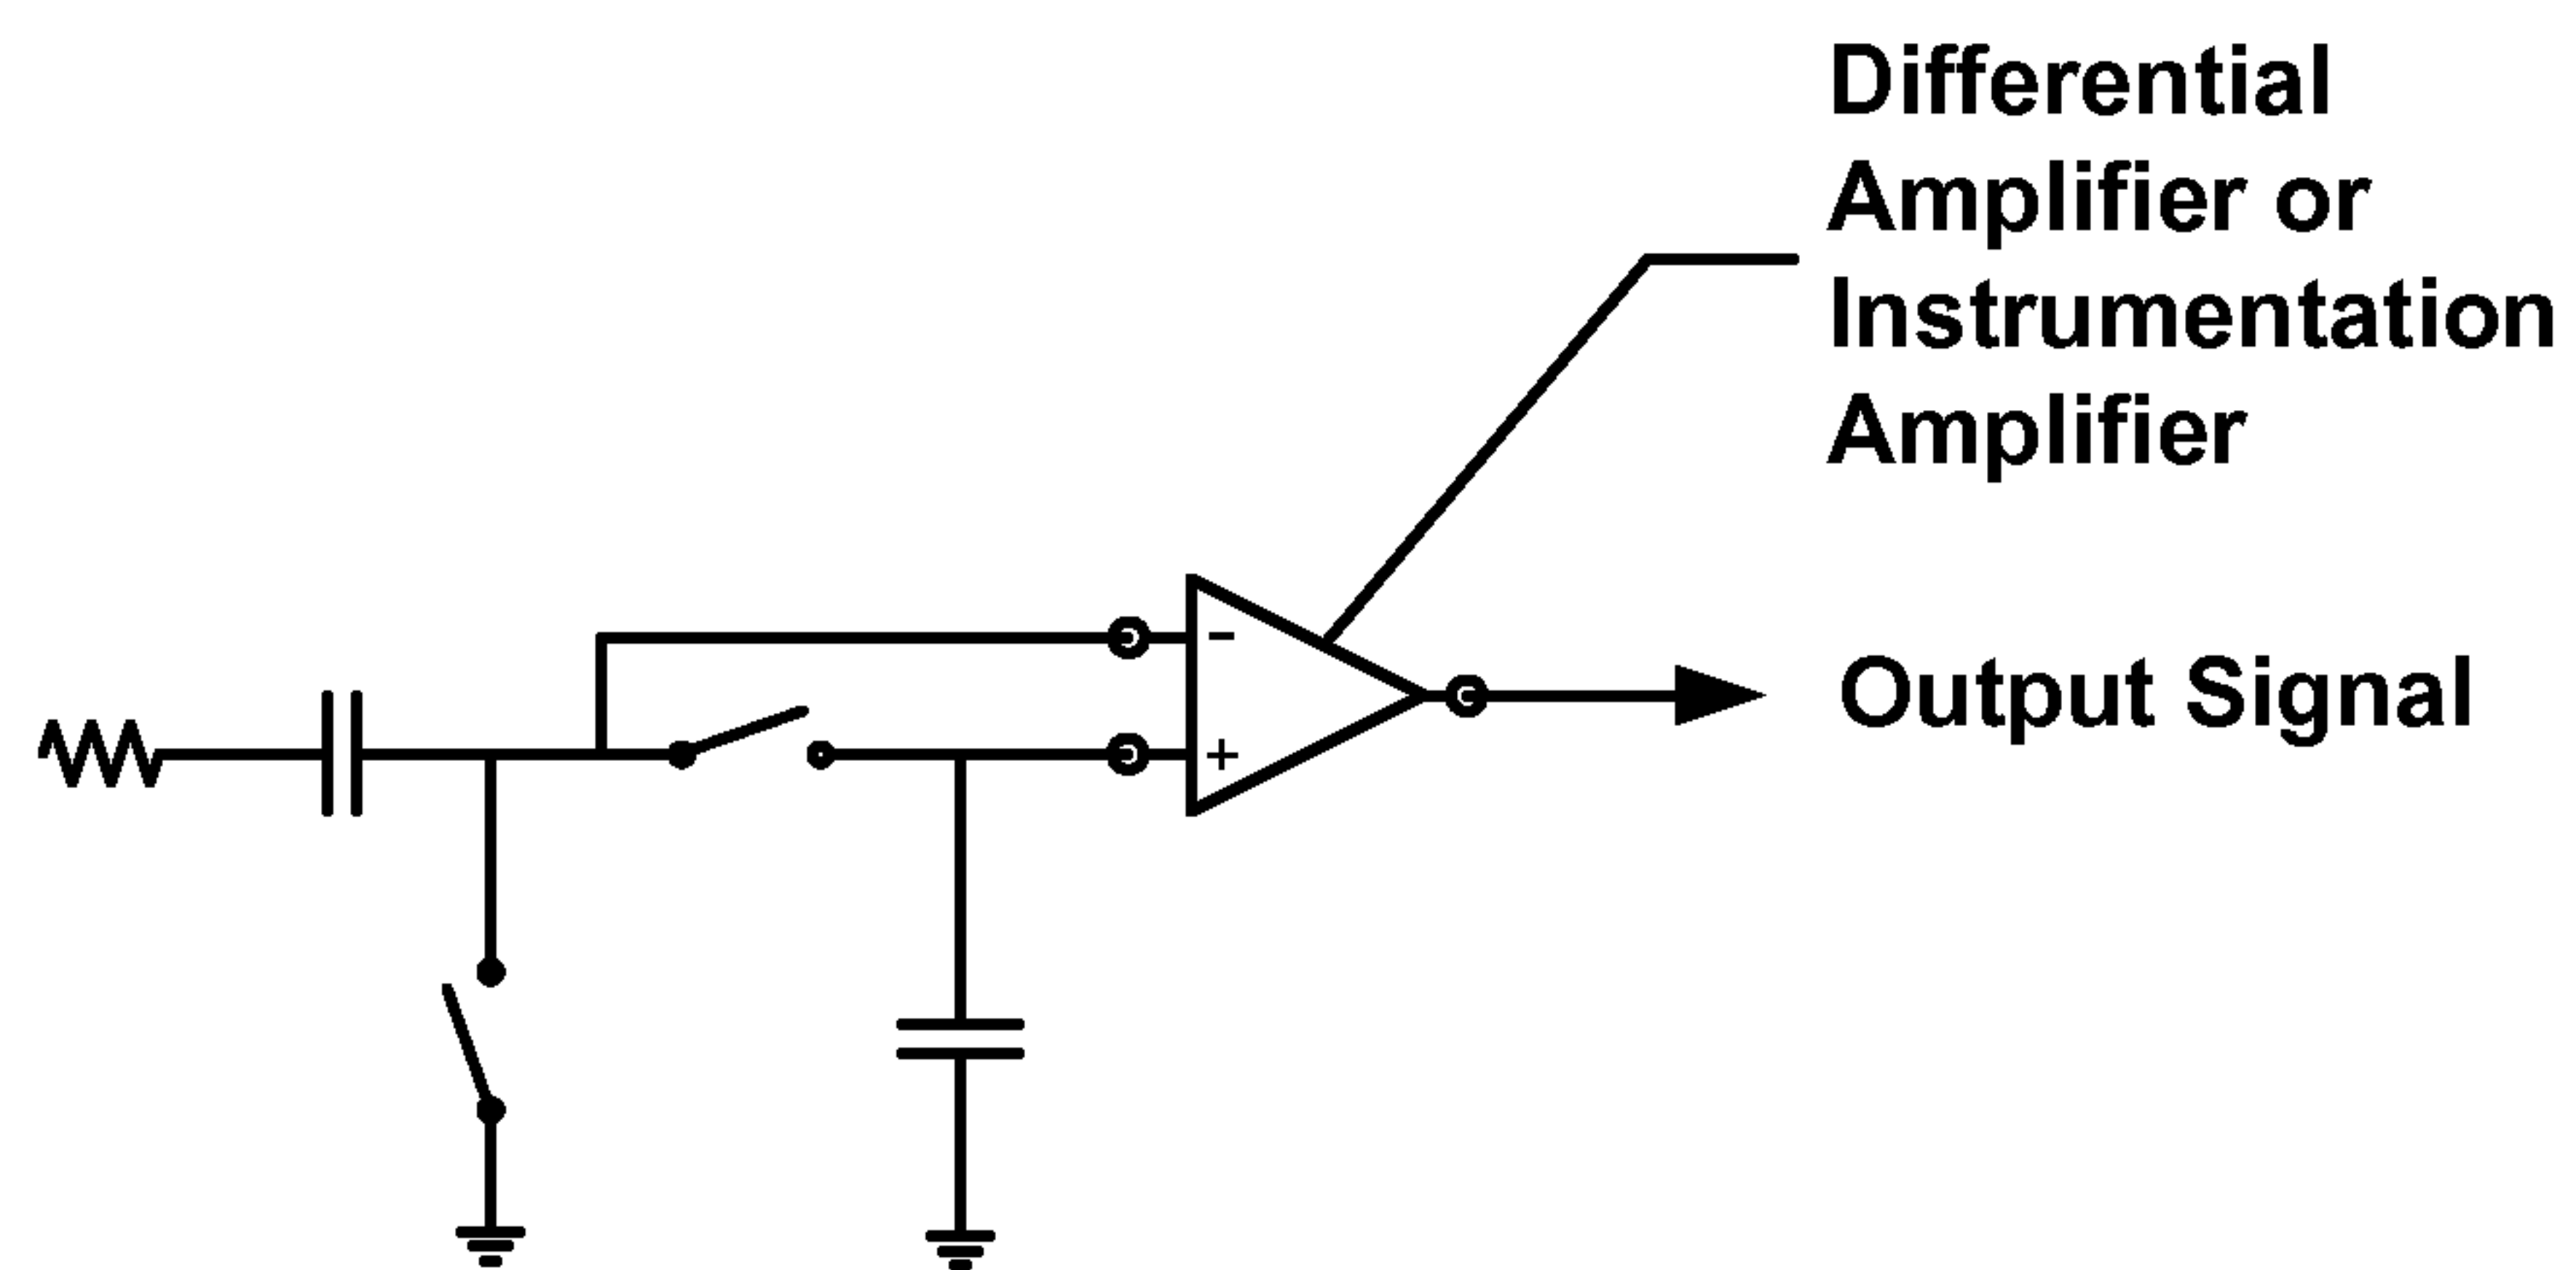 Differential
Amplifier or
Instrumentation
Amplifier
-
Output Signal
+